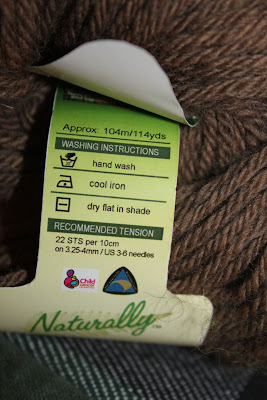 Approx: 104m/114yds
WASHING INSTRUCTIONS
hand wash
cool iron
dry flat in shade
RECOMMENDED TENSION
22 STS per 10cm
on 3.25-4mm / US 3-6 needles
Child
Naturally